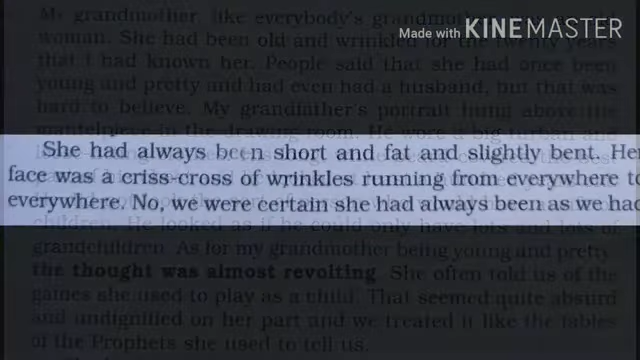 Made with KINEMASTER
My grandmother, like everybody's grandmother,
woman. She had been old and wrinkled for the twenty years
that I had known her. People said that she had once been
young and pretty and had even had a husband, but that was
hard to believe. My grandfather's portrait hung above the
mantelpiece in the drawing room. He wore a big turban and
She had always been short and fat and slightly bent. Her
face was a criss-cross of wrinkles running from everywhere to
everywhere. No, we were certain she had always been as we had
children. He looked as if he could only have lots and lots of
grandchildren. As for my grandmother being young and pretty,
the thought was almost revolting. She often told us of the
games she used to play as a child. That seemed quite absurd
and undignified on her part and we treated it like the fables
of the Prophets she used to tell us.